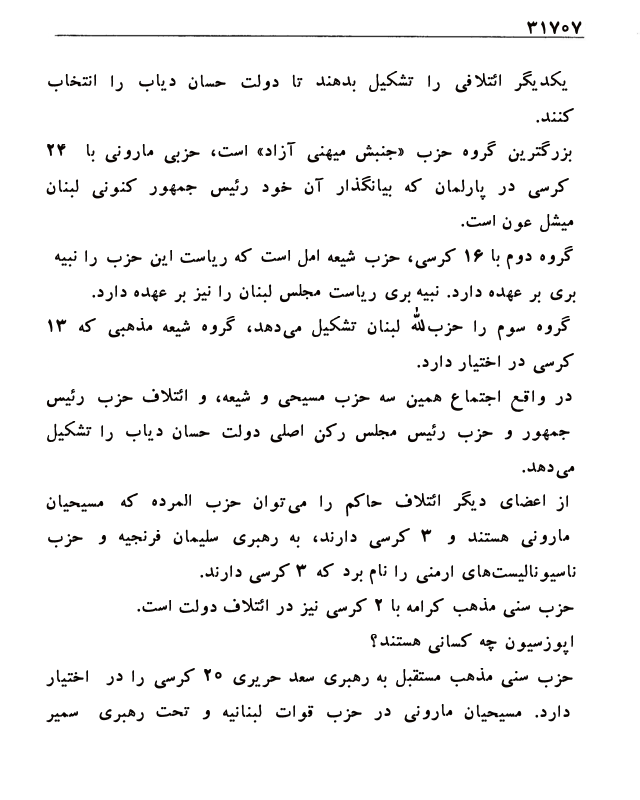 ۳۱۷۰۷
یکدیگر ائتلافی را تشکیل بدهند تا دولت حسان دیاب را انتخاب
کنند.
بزرگترین گروه حزب «جنبش میهنی آزاد» است، حزبی مارونی با ۲۴
کرسی در پارلمان که بیانگذار آن خود رئیس جمهور کنونی لبنان
میشل عون است.
گروه دوم با ۱۶ کرسی، حزب شیعه امل است که ریاست این حزب را نبیه
بری بر عهده دارد. نبیه بری ریاست مجلس لبنان را نیز بر عهده دارد.
گروه سوم را حزب‌الله لبنان تشکیل می‌دهد، گروه شیعه مذهبی که ۱۳
کرسی در اختیار دارد.
در واقع اجتماع همین سه حزب مسیحی و شیعه، و ائتلاف حزب رئیس
جمهور و حزب رئیس مجلس رکن اصلی دولت حسان دیاب را تشکیل
می‌دهد.
از اعضای دیگر ائتلاف حاکم را می‌توان حزب المرده که مسیحیان
مارونی هستند و ۳ کرسی دارند، به رهبری سلیمان فرنجیه و حزب
ناسیونالیست‌های ارمنی را نام برد که ۳ کرسی دارند.
حزب سنی مذهب کرامه با ۲ کرسی نیز در ائتلاف دولت است.
اپوزسیون چه کسانی هستند؟
حزب سنی مذهب مستقبل به رهبری سعد حریری ۲۰ کرسی را در اختیار
دارد. مسیحیان مارونی در حزب قوات لبنانیه و تحت رهبری سمیر